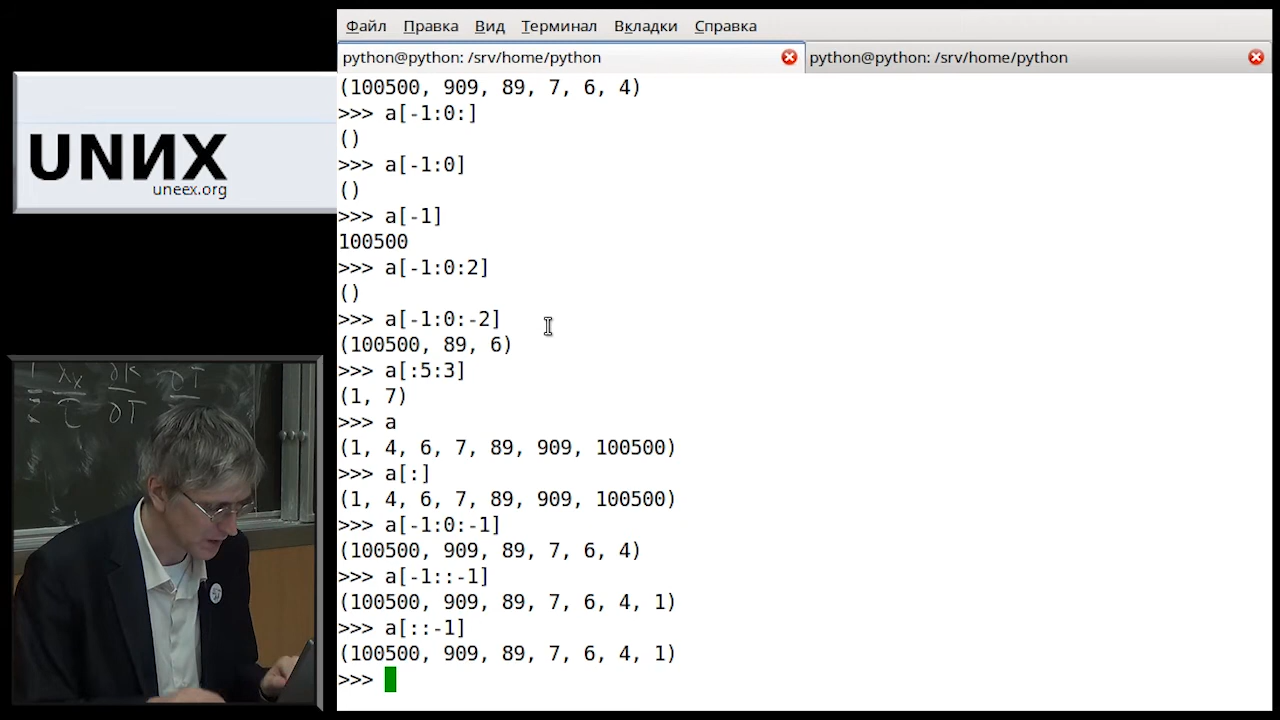 Файл Правка Вид Терминал Вкладки Справка
python@python: /srv/home/python
python@python: /srv/home/python
UNИX
uneex.org
(100500, 909, 89, 7, 6, 4)
>>> a[-1:0:]
()
>>> a[-1:0]
()
>>> a[-1]
100500
>>> a[-1:0:2]
()
>>> a[-1:0:-2]
(100500, 89, 6)
>>> a[:5:3]
(1, 7)
>>> a
(1, 4, 6, 7, 89, 909, 100500)
>>> a[:]
(1, 4, 6, 7, 89, 909, 100500)
>>> a[-1:0:-1]
(100500, 909, 89, 7, 6, 4)
>>> a[-1::-1]
(100500, 909, 89, 7, 6, 4, 1)
>>> a[::-1]
(100500, 909, 89, 7, 6, 4, 1)
>>>